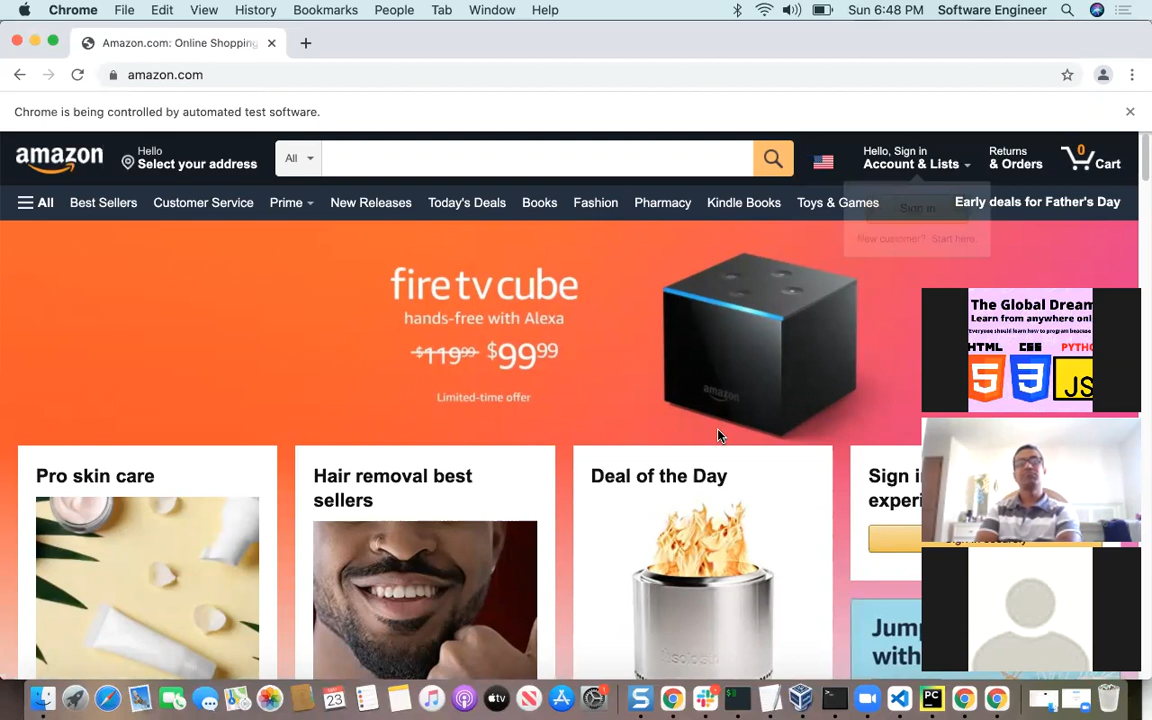 Chrome File Edit View History Bookmarks People Tab Window Help Sun 6:48 PM Software Engineer
Amazon.com: Online Shopping
amazon.com
Chrome is being controlled by automated test software.
amazon
Hello
Select your address
All
Hello, Sign in
Account & Lists
Returns
& Orders
0
Cart
All Best Sellers Customer Service Prime New Releases Today's Deals Books Fashion Pharmacy Kindle Books Toys & Games Early deals for Father's Day
Sign in
New customer? Start here.
fire tv cube
hands-free with Alexa
$119.99 $99.99
Limited-time offer
amazon
The Global Dream
Learn from anywhere onl
HTML CSS PYTHO
5 3 JS
Pro skin care
Hair removal best
sellers
Deal of the Day
Sign i
experi
Jump
with
solo
23
PC